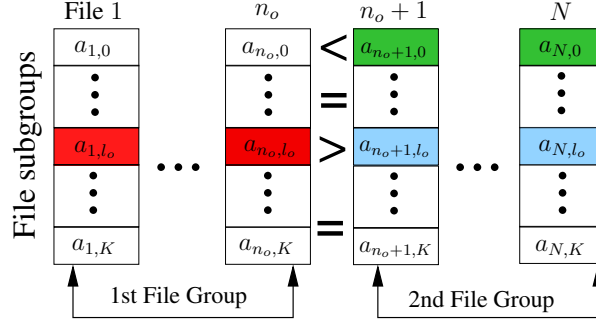 File 1 n_o n_o + 1 N
File subgroups
a_{1,0} a_{n_o,0} < a_{n_o+1,0} a_{N,0}
=
a_{1,l_o} a_{n_o,l_o} > a_{n_o+1,l_o} a_{N,l_o}
=
a_{1,K} a_{n_o,K} a_{n_o+1,K} a_{N,K}
1st File Group 2nd File Group